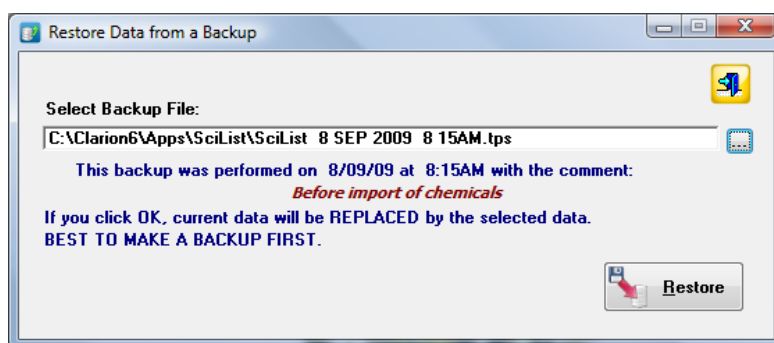 Restore Data from a Backup
Select Backup File:
C:\Clarion6\Apps\SciList\SciList  8 SEP 2009  8 15AM.tps
...
This backup was performed on  8/09/09 at  8:15AM with the comment:
Before import of chemicals
If you click OK, current data will be REPLACED by the selected data.
BEST TO MAKE A BACKUP FIRST.
Restore